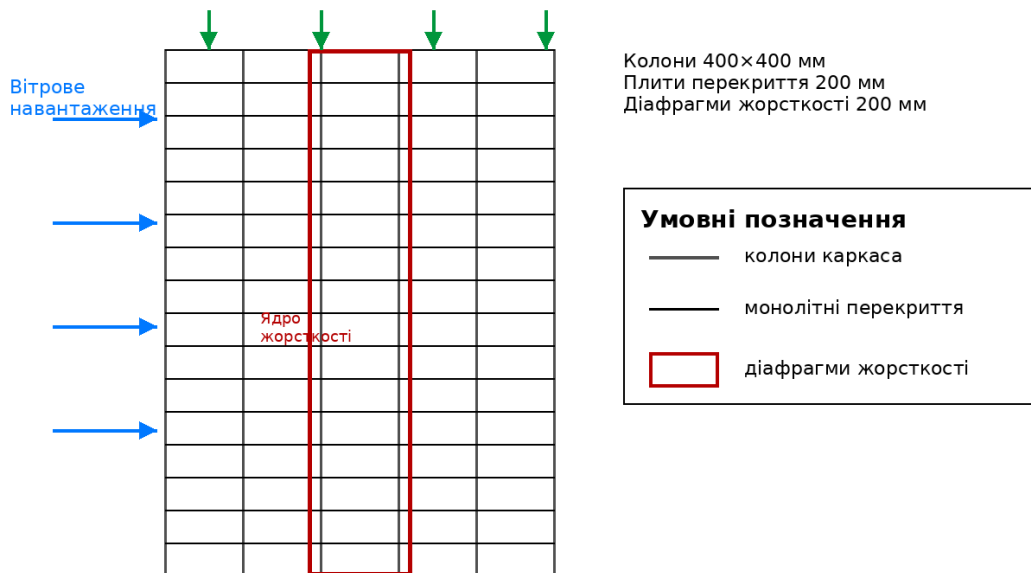 Вітрове
навантаження
Колони 400×400 мм
Плити перекриття 200 мм
Діафрагми жорсткості 200 мм
Умовні позначення
колони каркаса
монолітні перекриття
діафрагми жорсткості
Ядро
жорсткості